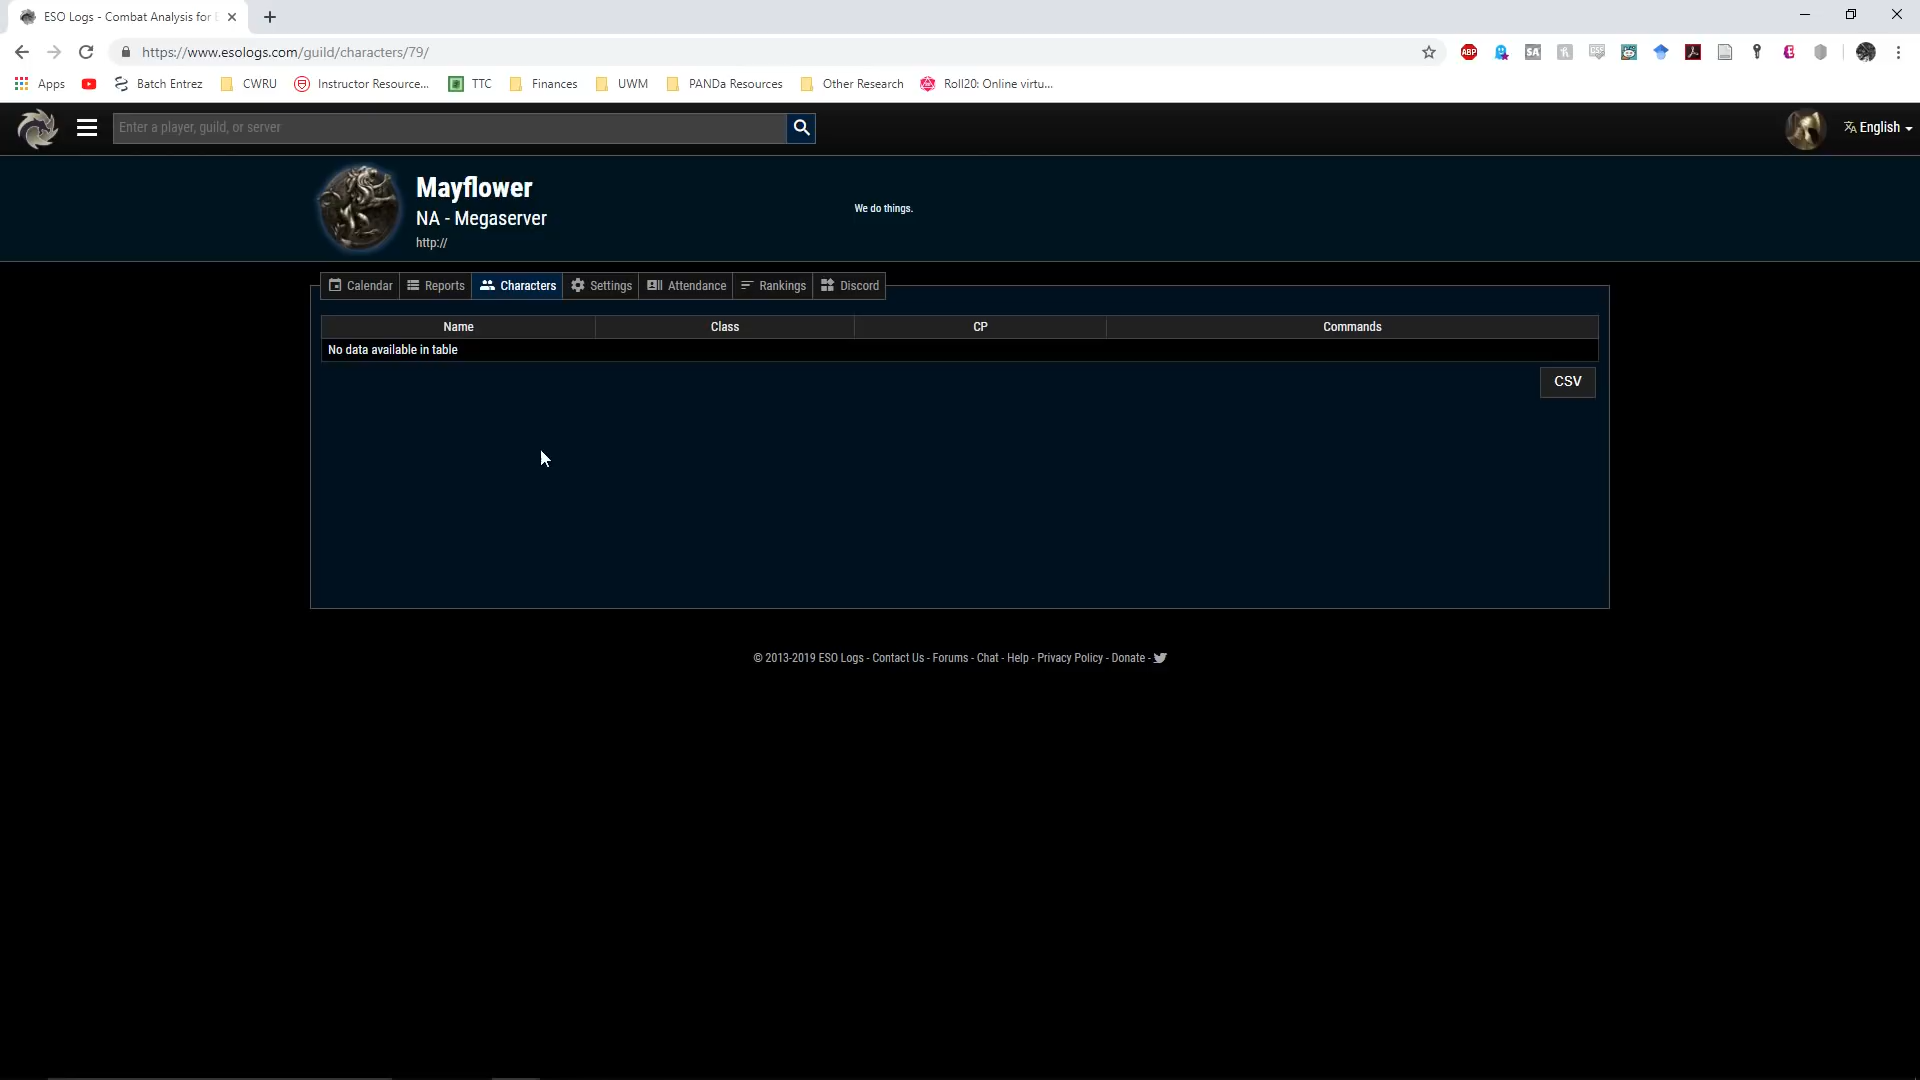 ESO Logs - Combat Analysis for
https://www.esologs.com/guild/characters/79/
ABP
SA
CSS
Apps
Batch Entrez
CWRU
Instructor Resource...
TTC
Finances
UWM
PANDa Resources
Other Research
Roll20: Online virtu...
Enter a player, guild, or server
English
Mayflower
NA - Megaserver
http://
We do things.
Calendar
Reports
Characters
Settings
Attendance
Rankings
Discord
Name
Class
CP
Commands
No data available in table
CSV
© 2013-2019 ESO Logs - Contact Us - Forums - Chat - Help - Privacy Policy - Donate -